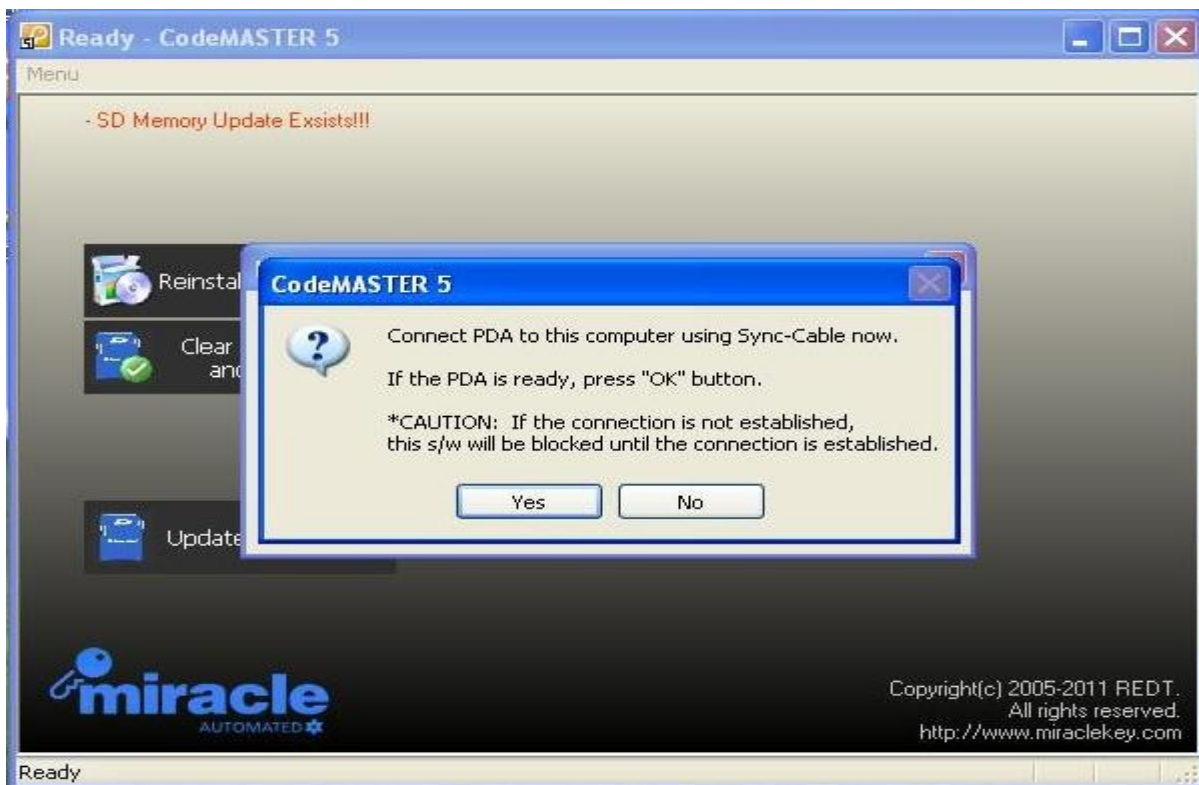 Ready - CodeMASTER 5
Menu
- SD Memory Update Exsists!!!
Reinstal
Clear
and
Update
CodeMASTER 5
Connect PDA to this computer using Sync-Cable now.
If the PDA is ready, press "OK" button.
*CAUTION: If the connection is not established,
this s/w will be blocked until the connection is established.
Yes
No
miracle
AUTOMATED
Copyright(c) 2005-2011 REDT.
All rights reserved.
http://www.miraclekey.com
Ready